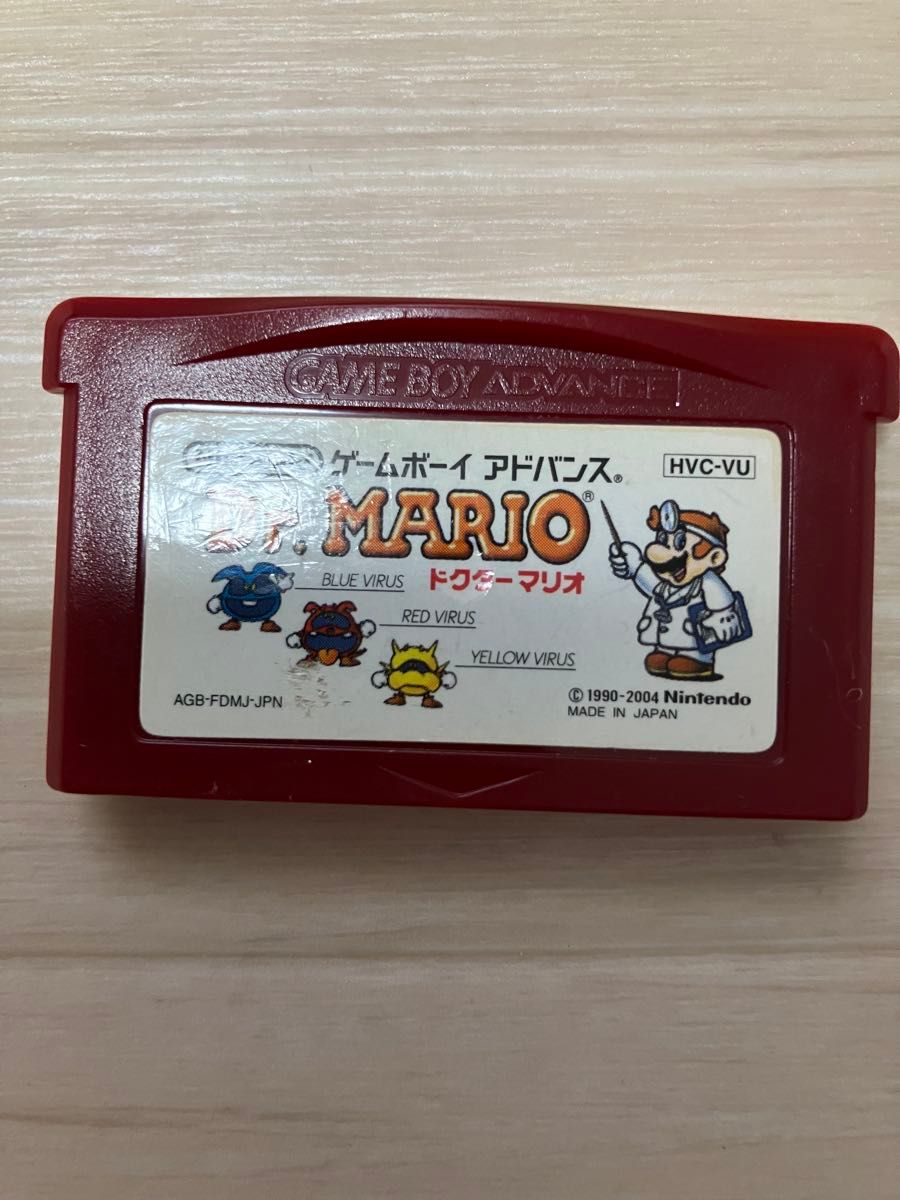 GAME BOY ADVANCE
ゲームボーイ アドバンス®
HVC-VU
Dr. MARIO®
ドクターマリオ
BLUE VIRUS
RED VIRUS
YELLOW VIRUS
AGB-FDMJ-JPN
© 1990-2004 Nintendo
MADE IN JAPAN